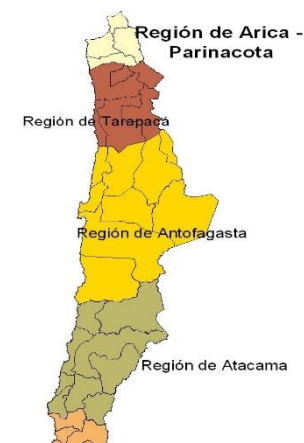 Región de Arica -
Parinacota
Región de Tarapacá
Región de Antofagasta
Región de Atacama